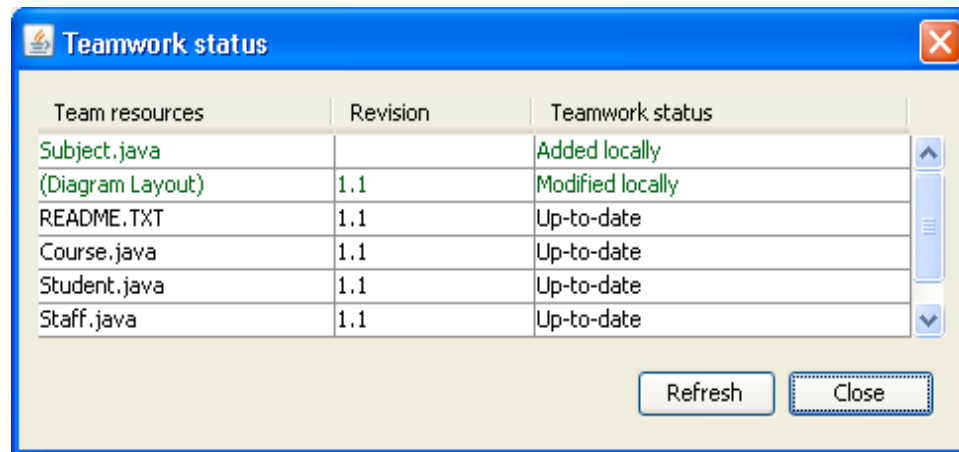 Teamwork status
Team resources Revision Teamwork status
Subject.java Added locally
(Diagram Layout) 1.1 Modified locally
README.TXT 1.1 Up-to-date
Course.java 1.1 Up-to-date
Student.java 1.1 Up-to-date
Staff.java 1.1 Up-to-date
Refresh Close